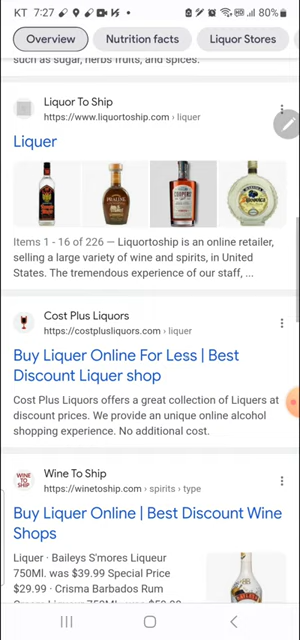 KT 7:27
80%
Overview
Nutrition facts
Liquor Stores
such as sugar, herbs fruits, and spices.
Liquor To Ship
https://www.liquortoship.com › liquer
Liquer
Items 1 - 16 of 226 — Liquortoship is an online retailer,
selling a large variety of wine and spirits, in United
States. The tremendous experience of our staff, ...
Cost Plus Liquors
https://costplusliquors.com › liquer
Buy Liquer Online For Less | Best
Discount Liquer shop
Cost Plus Liquors offers a great collection of Liquers at
discount prices. We provide an unique online alcohol
shopping experience. No additional cost.
WINE
TO
SHIP
Wine To Ship
https://winetoship.com › spirits › type
Buy Liquer Online | Best Discount Wine
Shops
Liquer · Baileys S'mores Liqueur
750Ml. was $39.99 Special Price
$29.99 · Crisma Barbados Rum